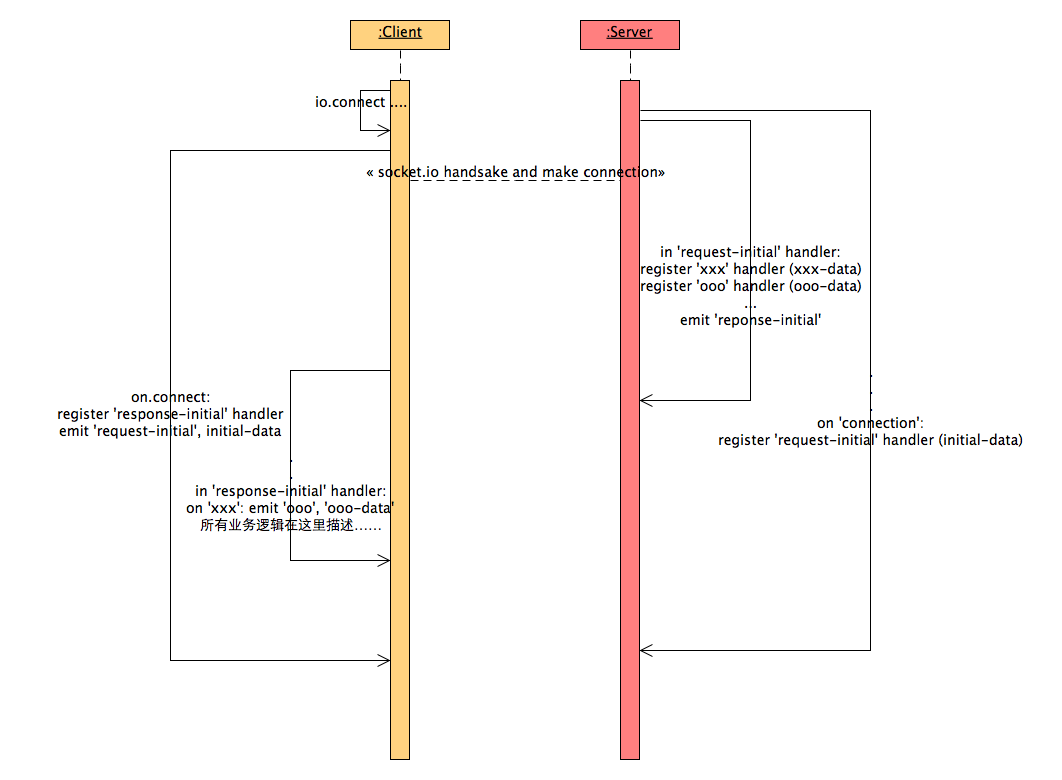 :Client
:Server
io.connect ....
« socket.io handsake and make connection»
in 'request-initial' handler:
register 'xxx' handler (xxx-data)
register 'ooo' handler (ooo-data)
...
emit 'reponse-initial'
on.connect:
register 'response-initial' handler
emit 'request-initial', initial-data
.
.
.
on 'connection':
register 'request-initial' handler (initial-data)
.
.
in 'response-initial' handler:
on 'xxx': emit 'ooo', 'ooo-data'
所有业务逻辑在这里描述……